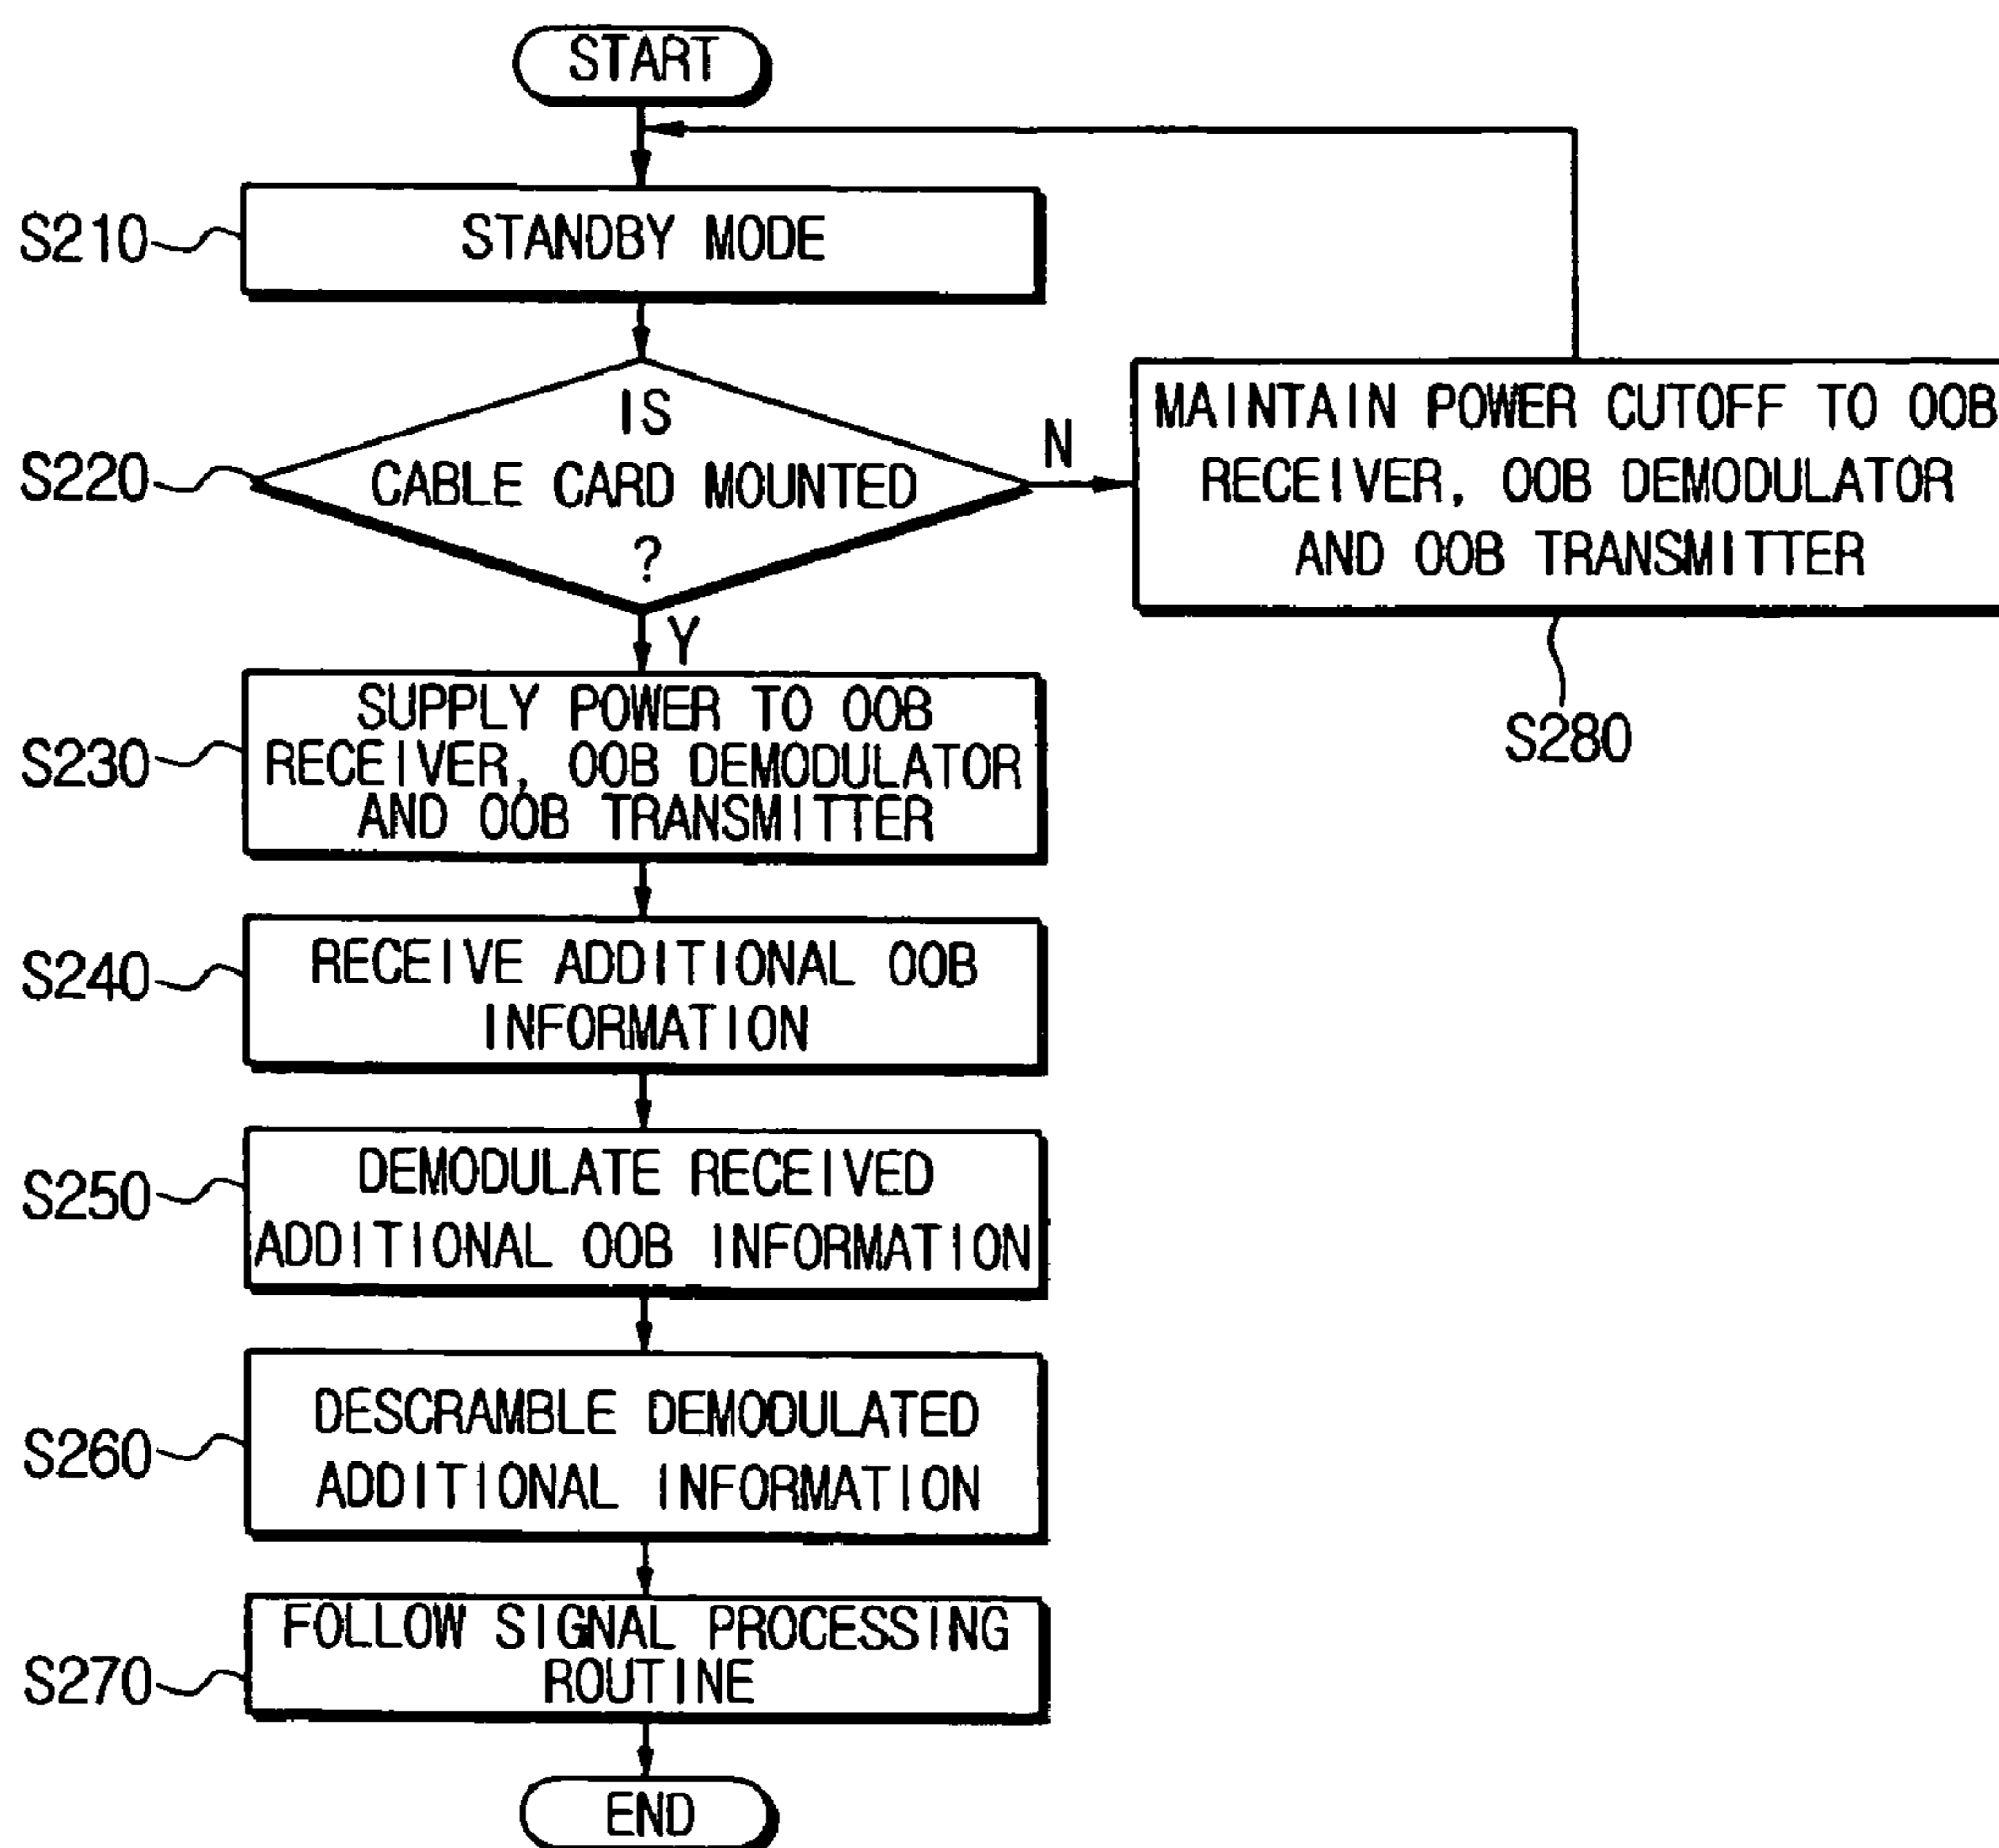 START
S210
STANDBY MODE
S220
IS
CABLE CARD MOUNTED
?
N
MAINTAIN POWER CUTOFF TO OOB
RECEIVER, OOB DEMODULATOR
AND OOB TRANSMITTER
S280
Y
S230
SUPPLY POWER TO OOB
RECEIVER, OOB DEMODULATOR
AND OOB TRANSMITTER
S240
RECEIVE ADDITIONAL OOB
INFORMATION
S250
DEMODULATE RECEIVED
ADDITIONAL OOB INFORMATION
S260
DESCRAMBLE DEMODULATED
ADDITIONAL INFORMATION
S270
FOLLOW SIGNAL PROCESSING
ROUTINE
END